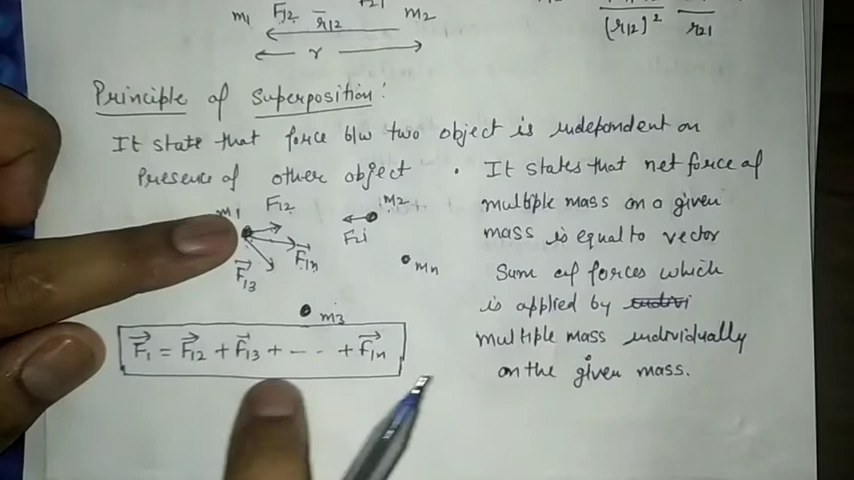 m1 F12 r12 F21 m2
r
(r12)² r21
Principle of Superposition:
It state that force b/w two object is independent on
Presence of other object
. It states that net force of
multiple mass on a given
mass is equal to vector
Sum of forces which
is applied by
multiple mass individually
on the given mass.
m1 F12 m2
F21
F1n mn
F13
m3
F1 = F12 + F13 + -- .. + F1n